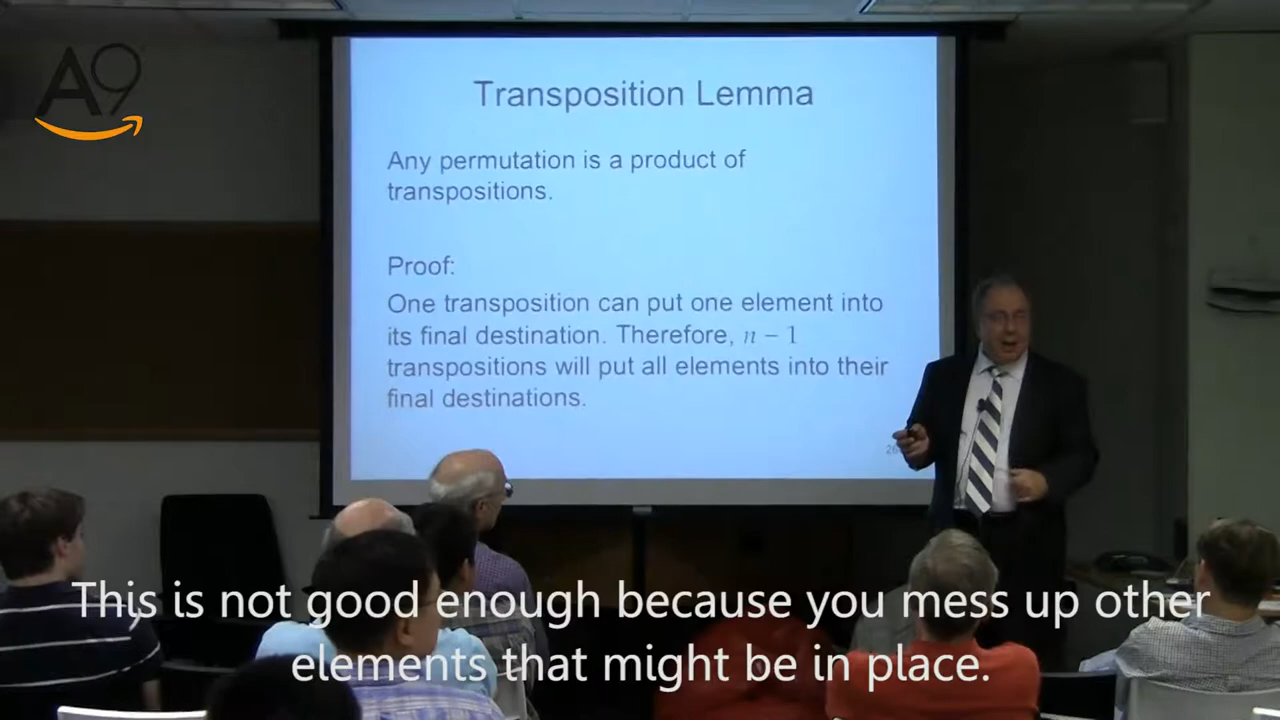 A9
Transposition Lemma
Any permutation is a product of
transpositions.
Proof:
One transposition can put one element into
its final destination. Therefore, n − 1
transpositions will put all elements into their
final destinations.
This is not good enough because you mess up other
elements that might be in place.